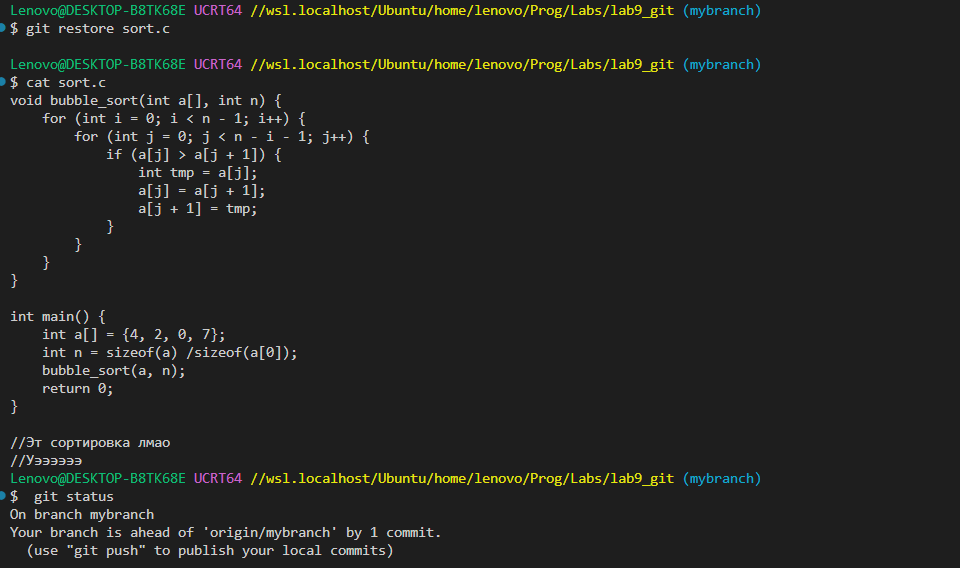 Lenovo@DESKTOP-B8TK68E UCRT64 //wsl.localhost/Ubuntu/home/lenovo/Prog/Labs/lab9_git (mybranch)
$ git restore sort.c

Lenovo@DESKTOP-B8TK68E UCRT64 //wsl.localhost/Ubuntu/home/lenovo/Prog/Labs/lab9_git (mybranch)
$ cat sort.c
void bubble_sort(int a[], int n) {
    for (int i = 0; i < n - 1; i++) {
        for (int j = 0; j < n - i - 1; j++) {
            if (a[j] > a[j + 1]) {
                int tmp = a[j];
                a[j] = a[j + 1];
                a[j + 1] = tmp;
            }
        }
    }
}

int main() {
    int a[] = {4, 2, 0, 7};
    int n = sizeof(a) /sizeof(a[0]);
    bubble_sort(a, n);
    return 0;
}

//Эт сортировка лмао
//Уээээээ
Lenovo@DESKTOP-B8TK68E UCRT64 //wsl.localhost/Ubuntu/home/lenovo/Prog/Labs/lab9_git (mybranch)
$  git status
On branch mybranch
Your branch is ahead of 'origin/mybranch' by 1 commit.
  (use "git push" to publish your local commits)